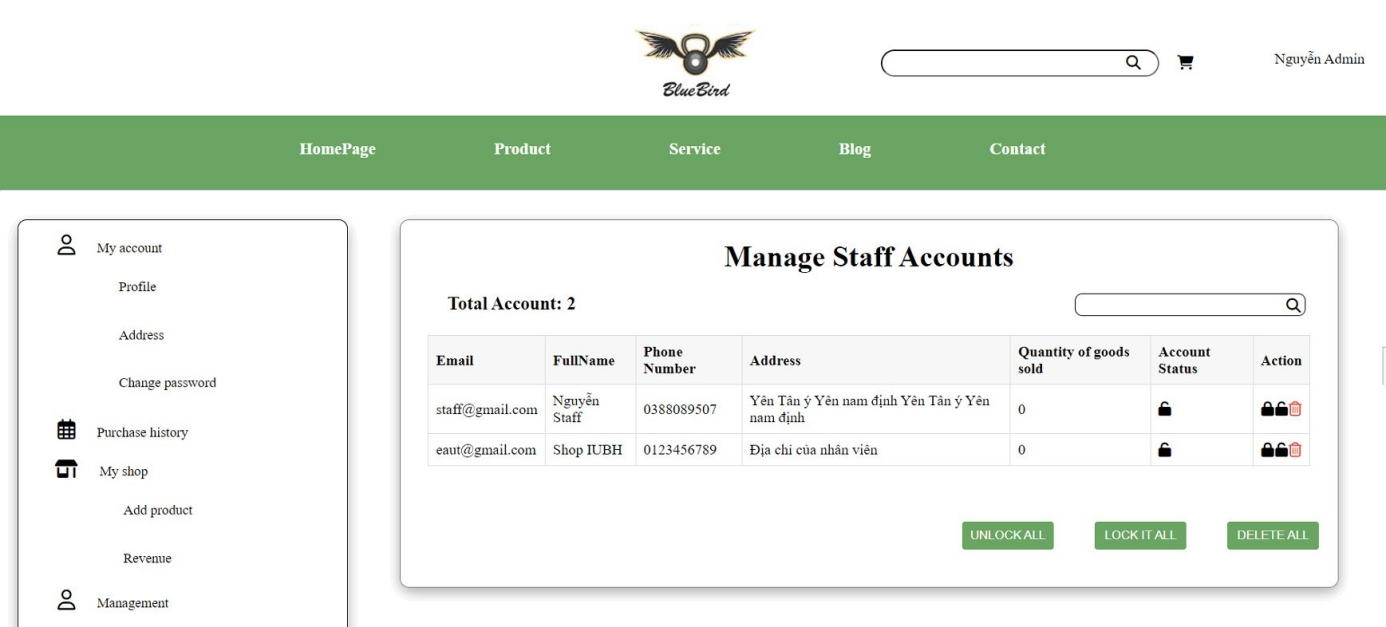 BlueBird
Nguyễn Admin
HomePage Product Service Blog Contact
My account
Profile
Address
Change password
Purchase history
My shop
Add product
Revenue
Management
Manage Staff Accounts
Total Account: 2
Email FullName Phone Number Address Quantity of goods sold Account Status Action
staff@gmail.com Nguyễn Staff 0388089507 Yên Tân ý Yên nam định Yên Tân ý Yên nam định 0
eaut@gmail.com Shop IUBH 0123456789 Địa chỉ của nhân viên 0
UNLOCK ALL LOCK IT ALL DELETE ALL